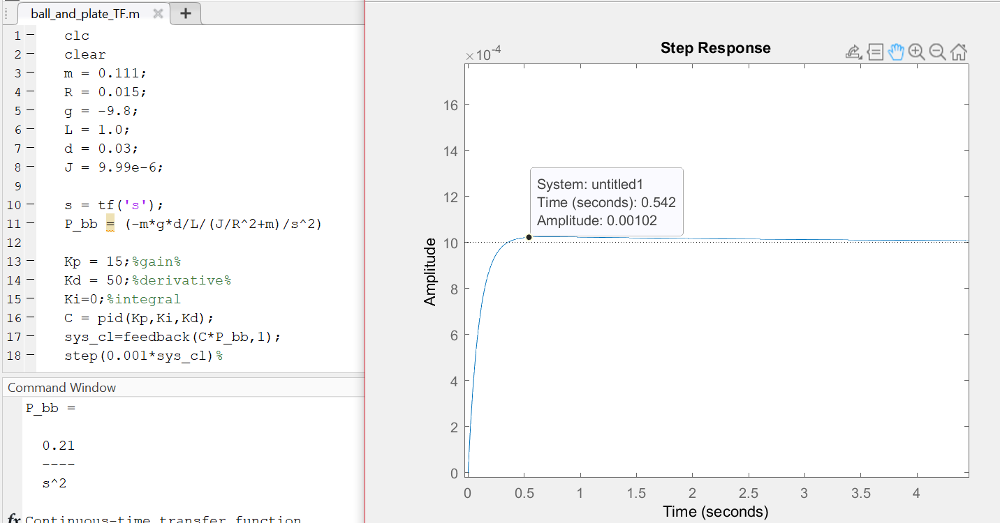 ball_and_plate_TF.m
1 clc
2 clear
3 m = 0.111;
4 R = 0.015;
5 g = -9.8;
6 L = 1.0;
7 d = 0.03;
8 J = 9.99e-6;
9
10 s = tf('s');
11 P_bb = (-m*g*d/L/(J/R^2+m)/s^2)
12
13 Kp = 15;%gain%
14 Kd = 50;%derivative%
15 Ki=0;%integral
16 C = pid(Kp,Ki,Kd);
17 sys_cl=feedback(C*P_bb,1);
18 step(0.001*sys_cl)%
Command Window
P_bb =
0.21
----
s^2
fx Continuous-time transfer function
Step Response
×10-4
16
14
12
10
8
6
4
2
0
Amplitude
System: untitled1
Time (seconds): 0.542
Amplitude: 0.00102
0 0.5 1 1.5 2 2.5 3 3.5 4
Time (seconds)